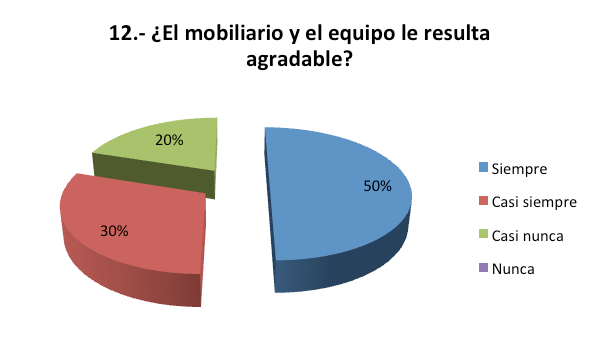 12.- ¿El mobiliario y el equipo le resulta
agradable?
20%
50%
30%
Siempre
Casi siempre
Casi nunca
Nunca